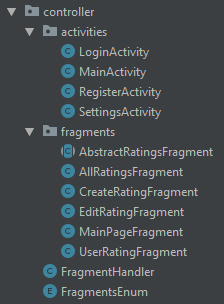 controller
activities
LoginActivity
MainActivity
RegisterActivity
SettingsActivity
fragments
AbstractRatingsFragment
AllRatingsFragment
CreateRatingFragment
EditRatingFragment
MainPageFragment
UserRatingFragment
FragmentHandler
FragmentsEnum